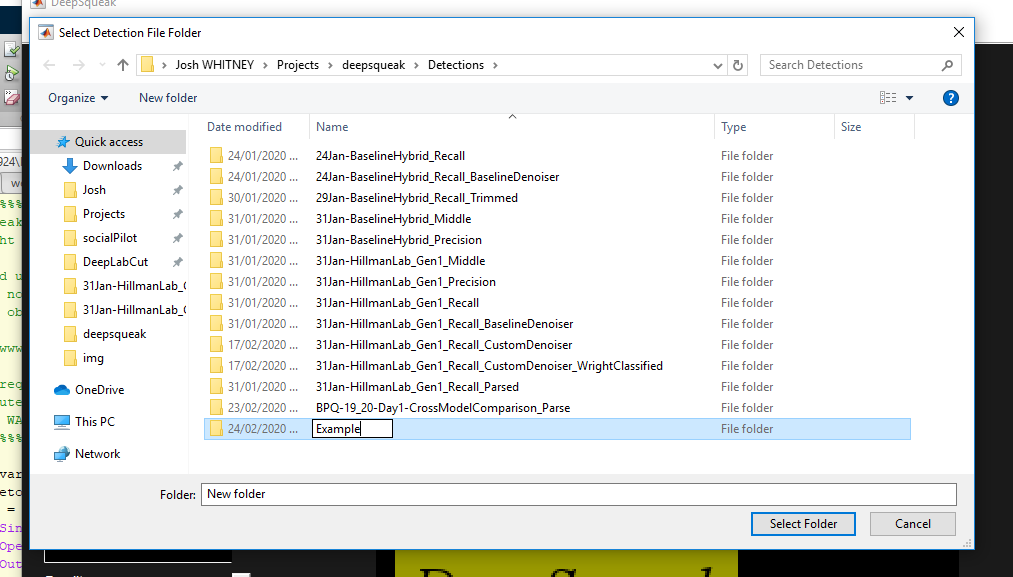 DeepSqueak
Select Detection File Folder
Josh WHITNEY > Projects > deepsqueak > Detections >
Search Detections
Organize
New folder
?
Date modified
Name
Type
Size
Quick access
Downloads
Josh
Projects
socialPilot
DeepLabCut
31Jan-HillmanLab_G
31Jan-HillmanLab_G
deepsqueak
img
OneDrive
This PC
Network
24/01/2020 ... 24Jan-BaselineHybrid_Recall File folder
24/01/2020 ... 24Jan-BaselineHybrid_Recall_BaselineDenoiser File folder
30/01/2020 ... 29Jan-BaselineHybrid_Recall_Trimmed File folder
31/01/2020 ... 31Jan-BaselineHybrid_Middle File folder
31/01/2020 ... 31Jan-BaselineHybrid_Precision File folder
31/01/2020 ... 31Jan-HillmanLab_Gen1_Middle File folder
31/01/2020 ... 31Jan-HillmanLab_Gen1_Precision File folder
31/01/2020 ... 31Jan-HillmanLab_Gen1_Recall File folder
31/01/2020 ... 31Jan-HillmanLab_Gen1_Recall_BaselineDenoiser File folder
17/02/2020 ... 31Jan-HillmanLab_Gen1_Recall_CustomDenoiser File folder
17/02/2020 ... 31Jan-HillmanLab_Gen1_Recall_CustomDenoiser_WrightClassified File folder
31/01/2020 ... 31Jan-HillmanLab_Gen1_Recall_Parsed File folder
23/02/2020 ... BPQ-19_20-Day1-CrossModelComparison_Parse File folder
24/02/2020 ... Example File folder
Folder: New folder
Select Folder
Cancel